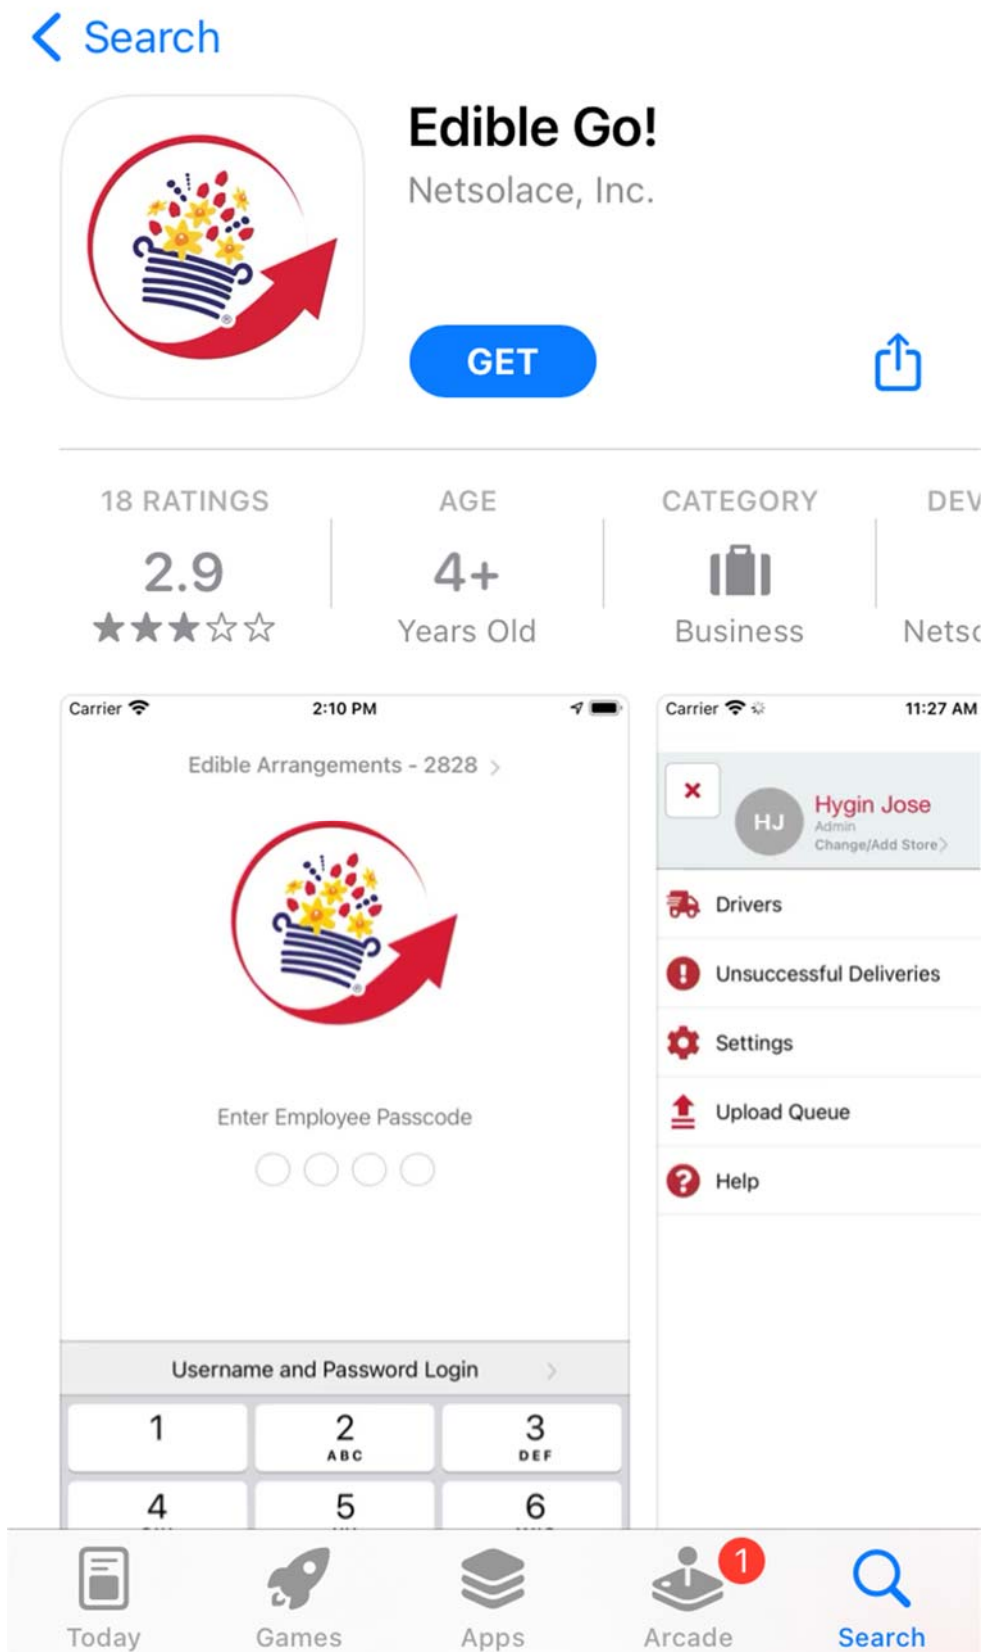 Search
Edible Go!
Netsolace, Inc.
GET
18 RATINGS
2.9
AGE
4+
Years Old
CATEGORY
Business
DEV
Netso
Carrier 2:10 PM
Edible Arrangements - 2828 >
®
Enter Employee Passcode
Username and Password Login >
1
2
ABC
3
DEF
4
5
6
Carrier 11:27 AM
HJ
Hygin Jose
Admin
Change/Add Store>
Drivers
Unsuccessful Deliveries
Settings
Upload Queue
Help
Today
Games
Apps
1
Arcade
Search